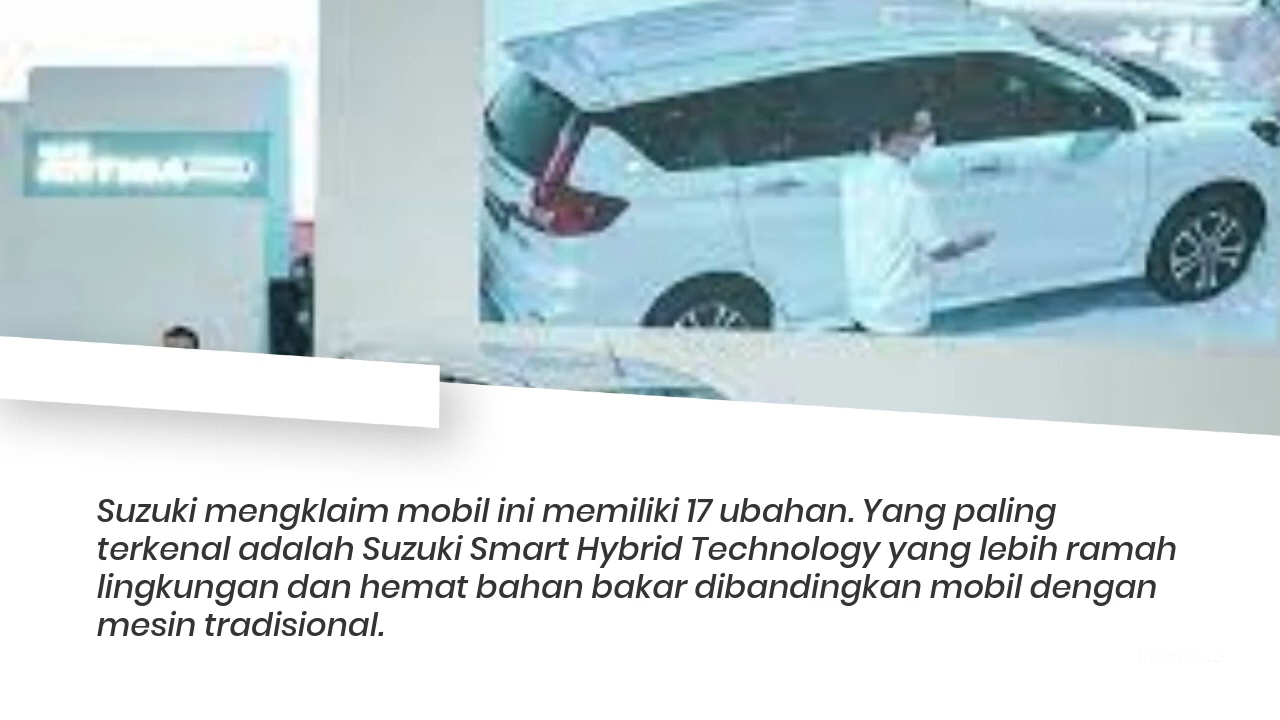 ERTIGA
Suzuki mengklaim mobil ini memiliki 17 ubahan. Yang paling
terkenal adalah Suzuki Smart Hybrid Technology yang lebih ramah
lingkungan dan hemat bahan bakar dibandingkan mobil dengan
mesin tradisional.